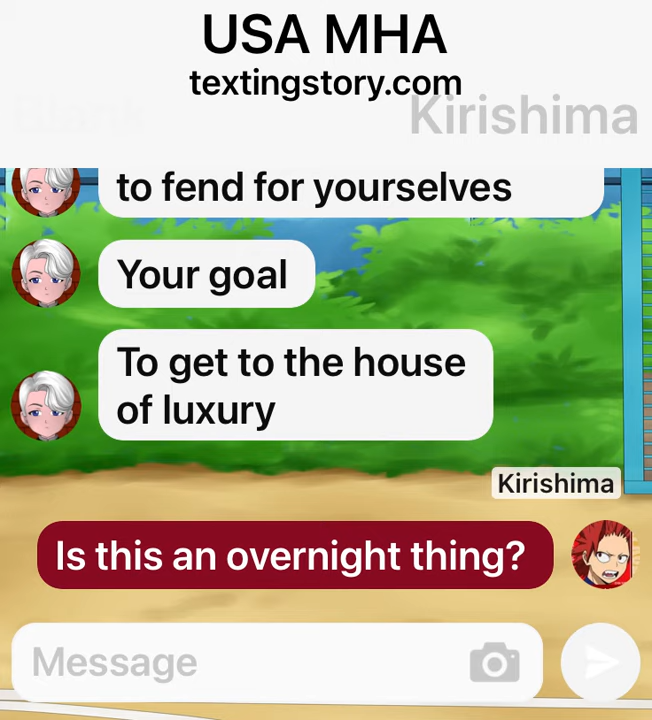 USA MHA
textingstory.com
Blank
Kirishima
to fend for yourselves
Your goal
To get to the house
of luxury
Kirishima
Is this an overnight thing?
Message